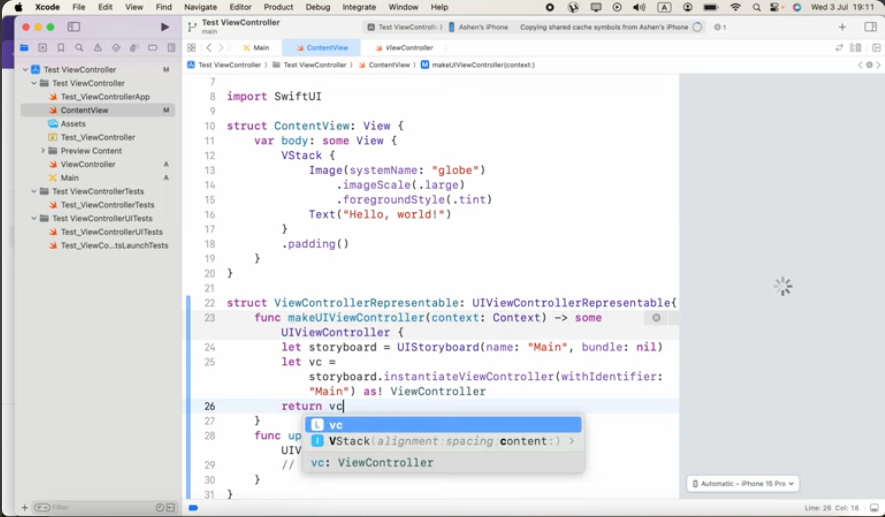 Xcode File Edit View Find Navigate Editor Product Debug Integrate Window Help
A
Wed 3 Jul 19:11
Test ViewController
main
Ashen's iPhone
Copying shared cache symbols from Ashen's iPhone
1
Main
ContentView
ViewController
Test ViewController
Test ViewController
ContentView
M makeUIViewController(context:)
Test ViewController M
Test ViewController
Test_ViewControllerApp
ContentView M
Assets
Test_ViewController
Preview Content
ViewController A
Main A
Test ViewControllerTests
Test_ViewControllerTests
Test ViewControllerUITests
Test_ViewControllerUITests
Test_ViewCo...tsLaunchTests
7
8 import SwiftUI
9
10 struct ContentView: View {
11 var body: some View {
12 VStack {
13 Image(systemName: "globe")
14 .imageScale(.large)
15 .foregroundStyle(.tint)
16 Text("Hello, world!")
17 }
18 .padding()
19 }
20 }
21
22 struct ViewControllerRepresentable: UIViewControllerRepresentable{
23 func makeUIViewController(context: Context) -> some
UIViewController {
24 let storyboard = UIStoryboard(name: "Main", bundle: nil)
25 let vc =
storyboard.instantiateViewController(withIdentifier:
"Main") as! ViewController
26 return vc
27 }
28 func up
UIV
29 //
30 }
31 }
L vc
VStack(alignment:spacing:content:)
vc: ViewController
Automatic – iPhone 15 Pro
Filter
Line: 26 Col: 18